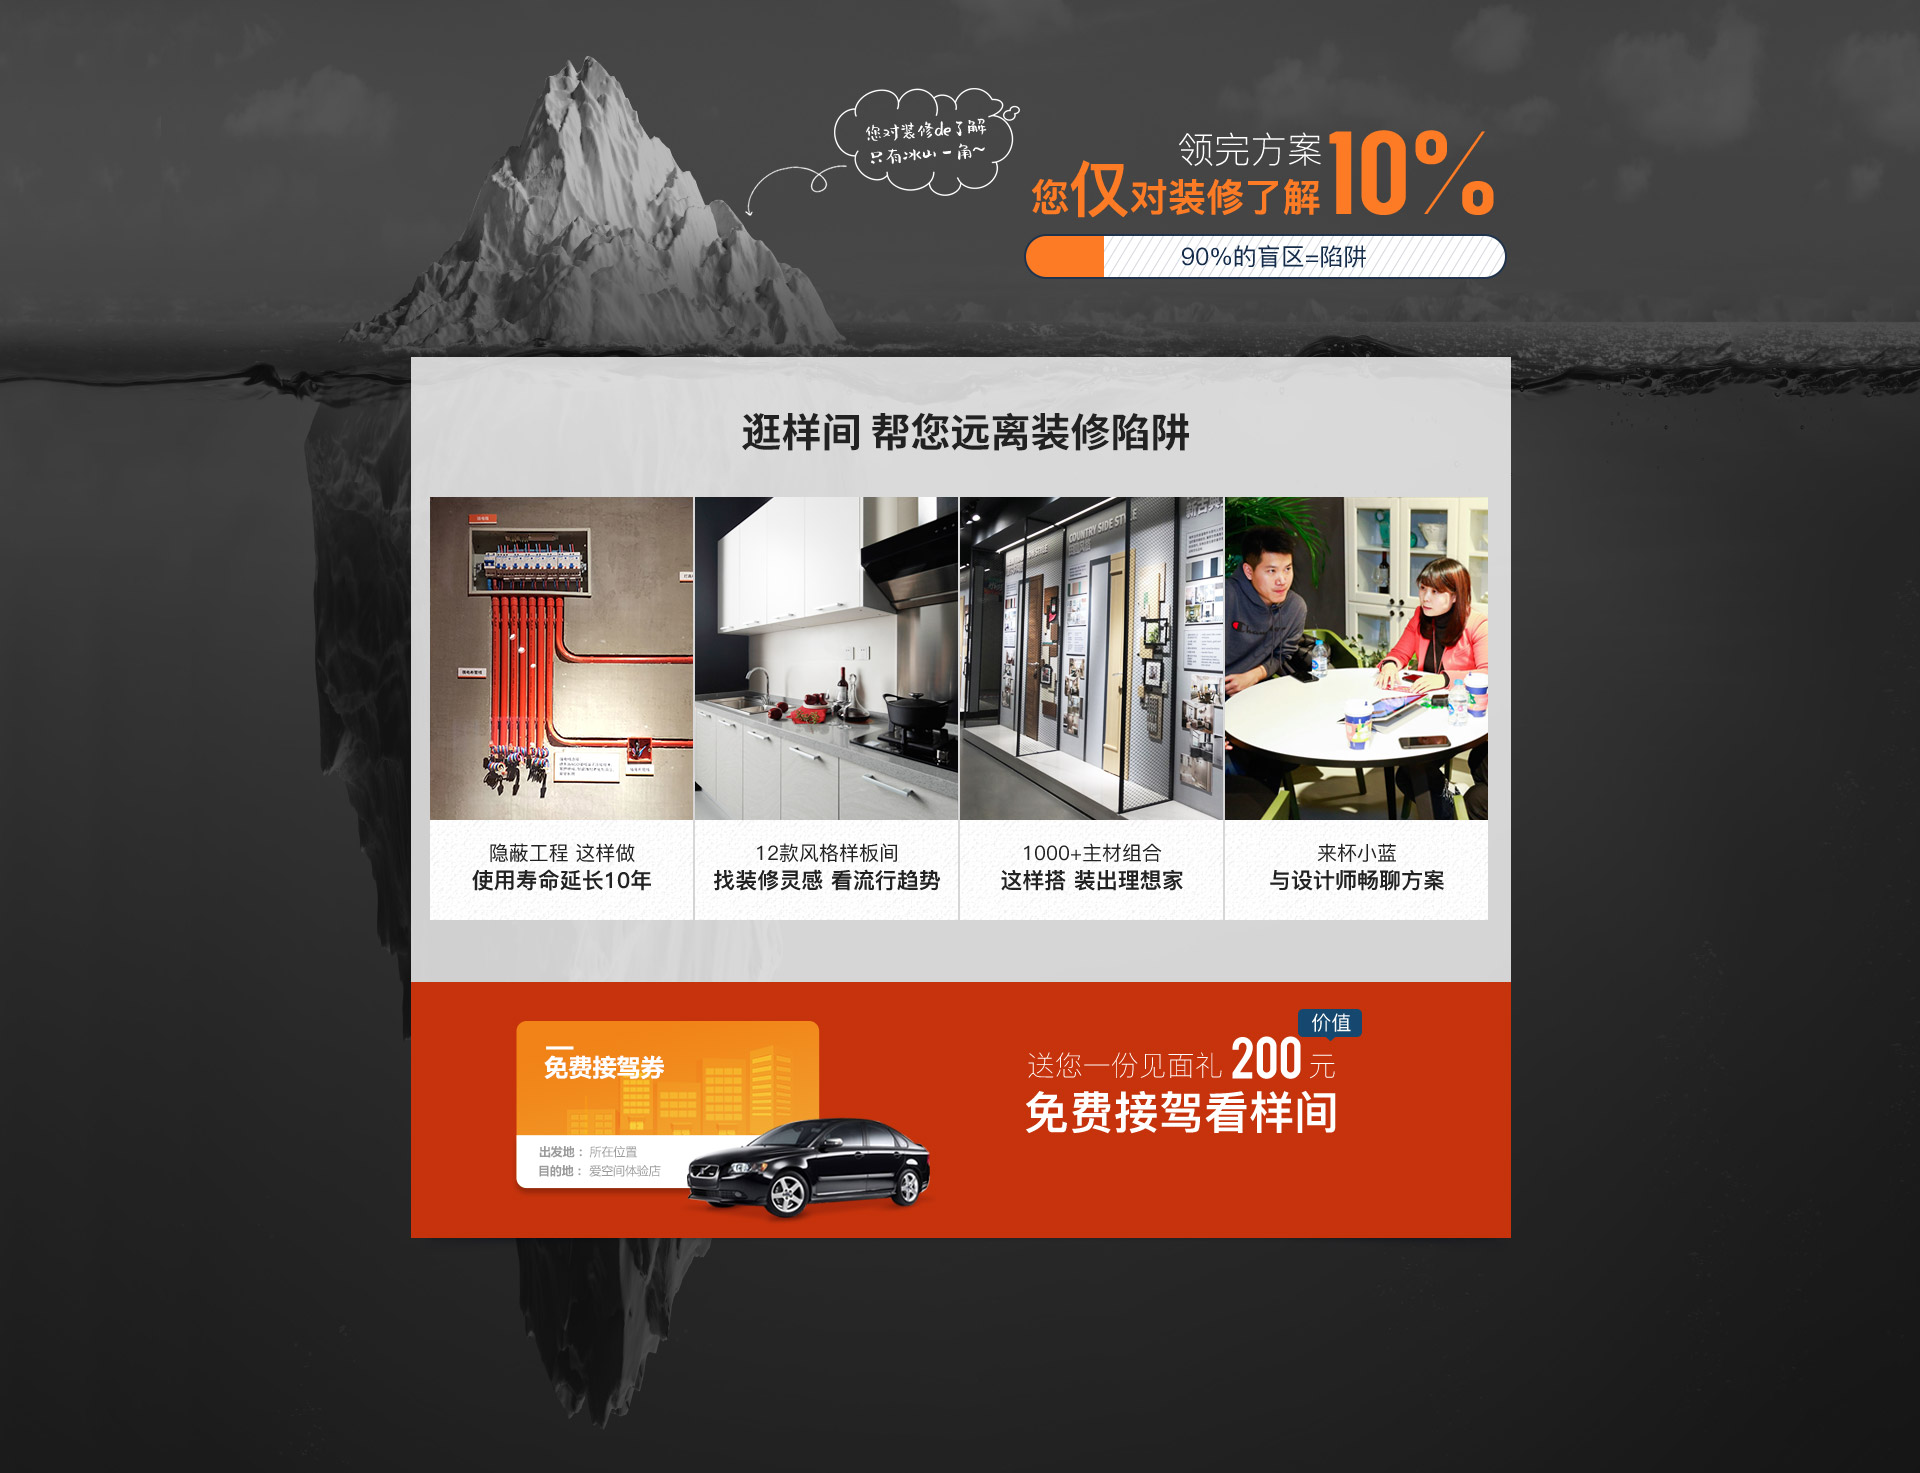 您对装修de了解
只有冰山一角~
领完方案
您仅对装修了解10%
90%的盲区=陷阱
逛样间 帮您远离装修陷阱
COUNTRY SIDE STYLE
隐蔽工程 这样做
使用寿命延长10年
12款风格样板间
找装修灵感 看流行趋势
1000+主材组合
这样搭 装出理想家
来杯小蓝
与设计师畅聊方案
免费接驾券
出发地：所在位置
目的地：爱空间体验店
价值
送您一份见面礼 200 元
免费接驾看样间